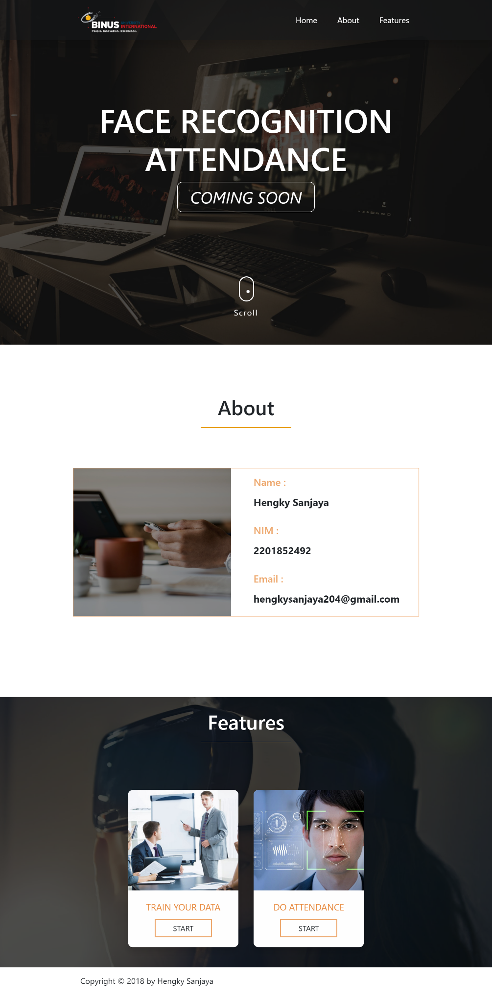 BINUS UNIVERSITY
INTERNATIONAL
People. Innovation. Excellence.
Home About Features
FACE RECOGNITION
ATTENDANCE
OPEN
COMING SOON
Scroll
About
Name :
Hengky Sanjaya
NIM :
2201852492
Email :
hengkysanjaya204@gmail.com
Features
TRAIN YOUR DATA
START
DO ATTENDANCE
START
Copyright © 2018 by Hengky Sanjaya